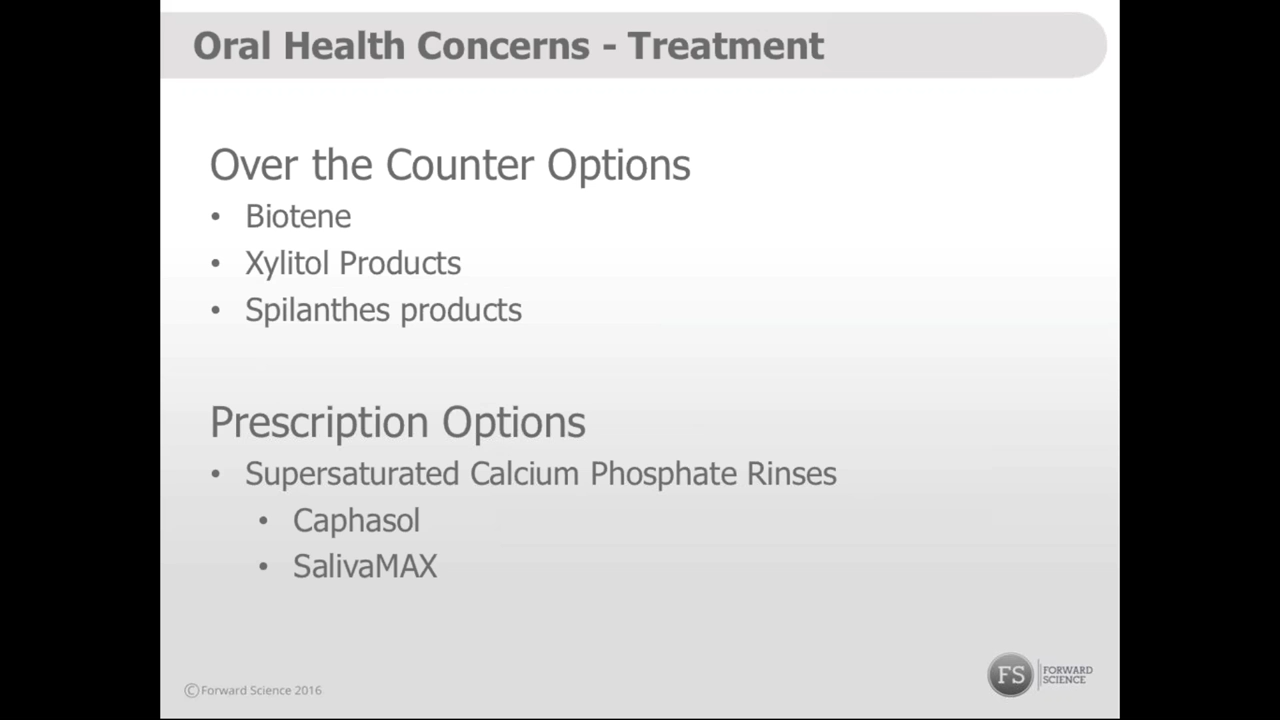 Oral Health Concerns - Treatment
Over the Counter Options
• Biotene
• Xylitol Products
• Spilanthes products
Prescription Options
• Supersaturated Calcium Phosphate Rinses
• Caphasol
• SalivaMAX
©Forward Science 2016
FS
FORWARD
SCIENCE